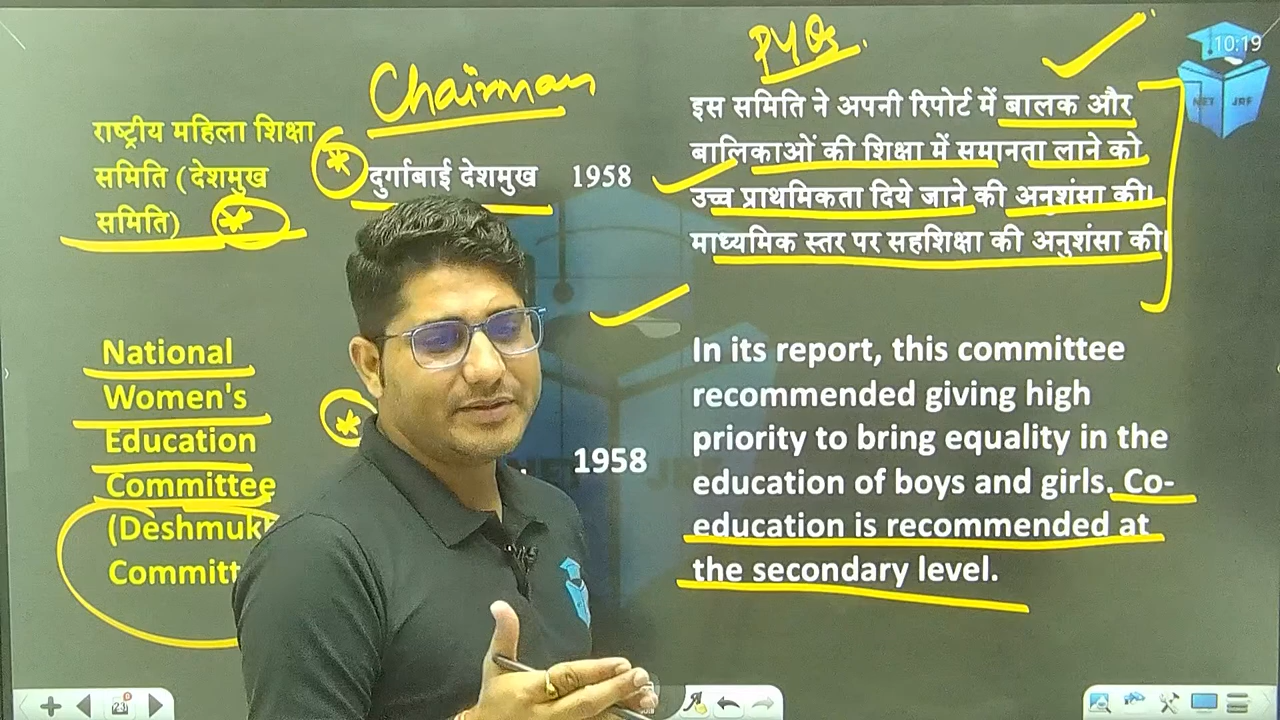 PYQs.
Chairman
10:19
NET JRF
राष्ट्रीय महिला शिक्षा
समिति (देशमुख
समिति)
दुर्गाबाई देशमुख 1958
इस समिति ने अपनी रिपोर्ट में बालक और
बालिकाओं की शिक्षा में समानता लाने को
उच्च प्राथमिकता दिये जाने की अनुशंसा की।
माध्यमिक स्तर पर सहशिक्षा की अनुशंसा की।
National
Women's
Education
Committee
(Deshmukh
1958
In its report, this committee
recommended giving high
priority to bring equality in the
education of boys and girls. Co-
education is recommended at
the secondary level.
23